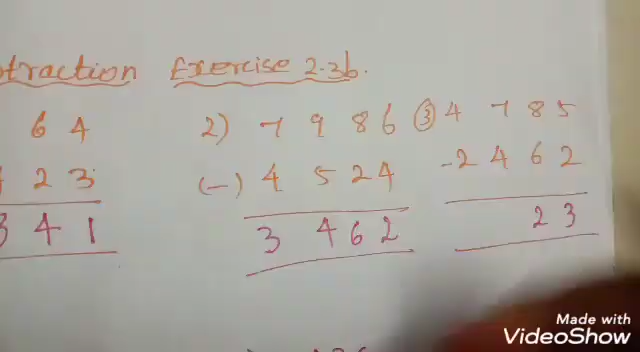 traction Exercise 2.3b.
6 4 2) 7 9 8 6 ③ 4 7 8 5
2 3 (-) 4 5 2 4 - 2 4 6 2
3 4 1 3 4 6 2 2 3
Made with
VideoShow